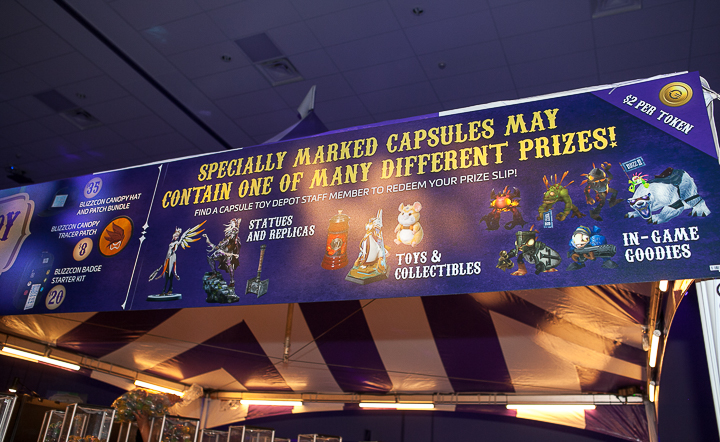 35
BLIZZCON CANOPY HAT
AND PATCH BUNDLE
BLIZZCON CANOPY
TRACER PATCH
8
BLIZZCON BADGE
STARTER KIT
20
SPECIALLY MARKED CAPSULES MAY
CONTAIN ONE OF MANY DIFFERENT PRIZES!
FIND A CAPSULE TOY DEPOT STAFF MEMBER TO REDEEM YOUR PRIZE SLIP!
STATUES
AND REPLICAS
TOYS &
COLLECTIBLES
IN-GAME
GOODIES
$2 PER TOKEN